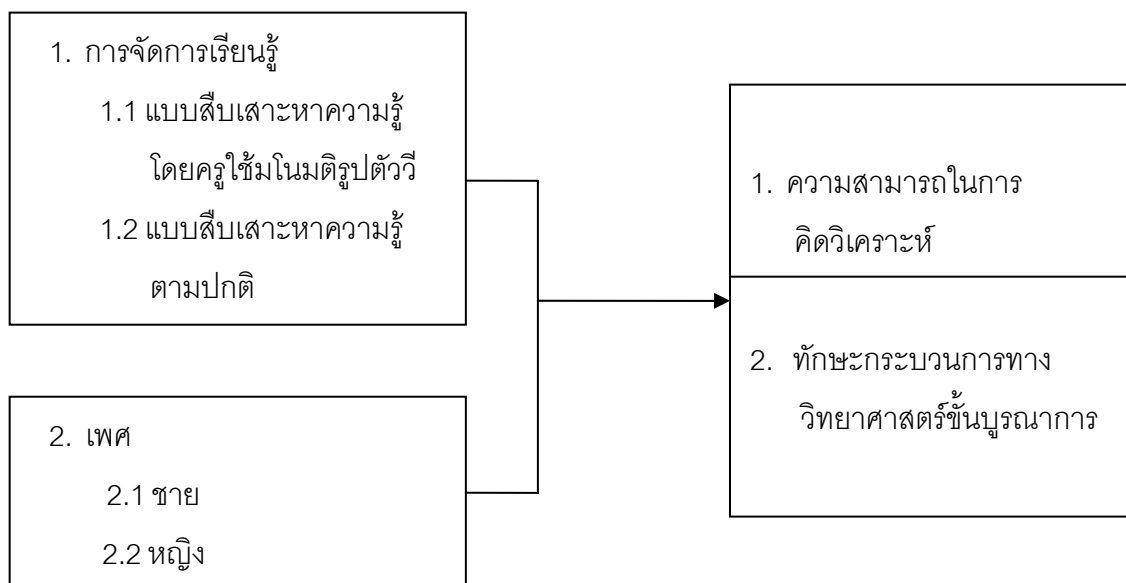 1. การจัดการเรียนรู้
1.1 แบบสืบเสาะหาความรู้
โดยครูใช้มโนมติรูปตัววี
1.2 แบบสืบเสาะหาความรู้
ตามปกติ
2. เพศ
2.1 ชาย
2.2 หญิง
1. ความสามารถในการ
คิดวิเคราะห์
2. ทักษะกระบวนการทาง
วิทยาศาสตร์ขั้นบูรณาการ